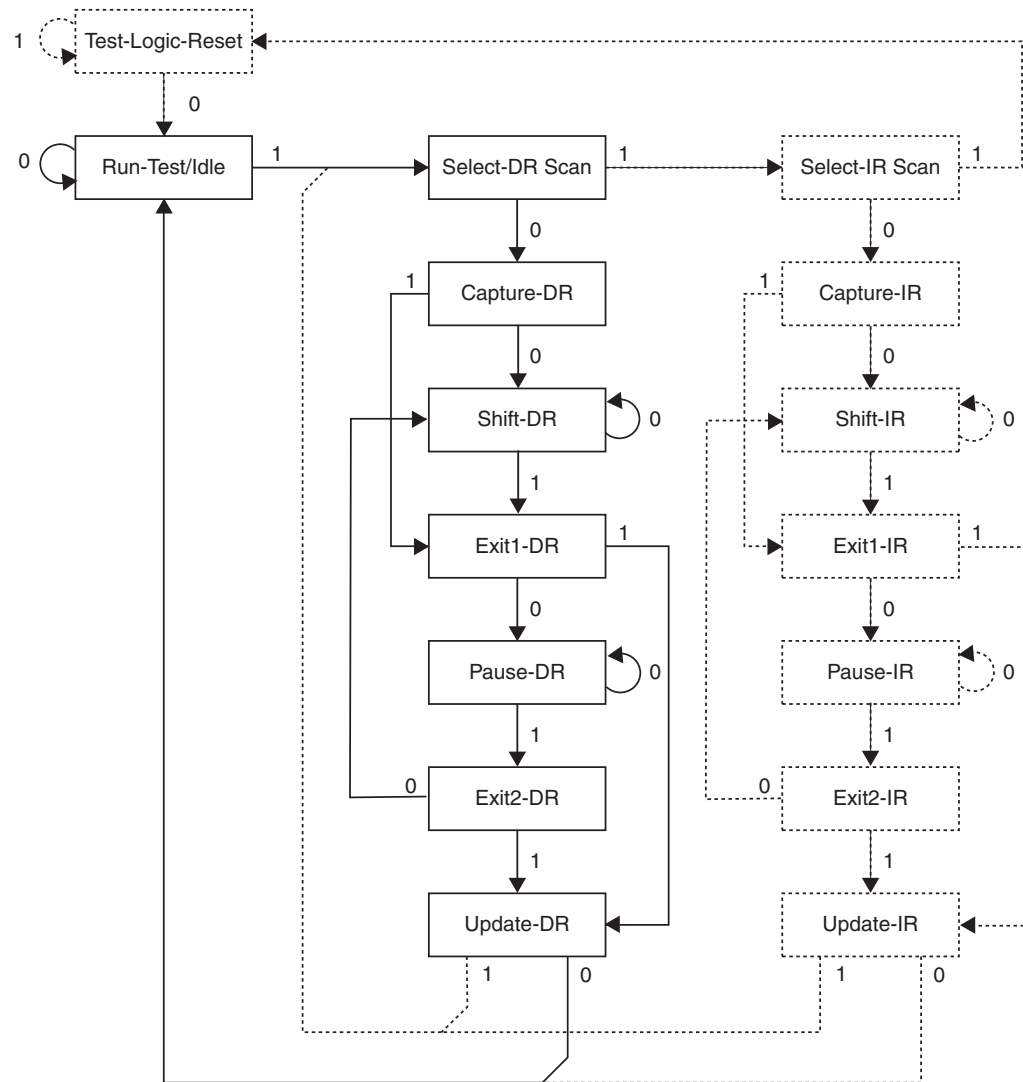 1
Test-Logic-Reset
0
0
Run-Test/Idle
1
Select-DR Scan
1
Select-IR Scan
1
0
0
1
Capture-DR
1
Capture-IR
0
0
Shift-DR
0
Shift-IR
0
1
1
Exit1-DR
1
Exit1-IR
1
0
0
Pause-DR
0
Pause-IR
0
1
1
0
Exit2-DR
0
Exit2-IR
1
1
Update-DR
Update-IR
1
0
1
0